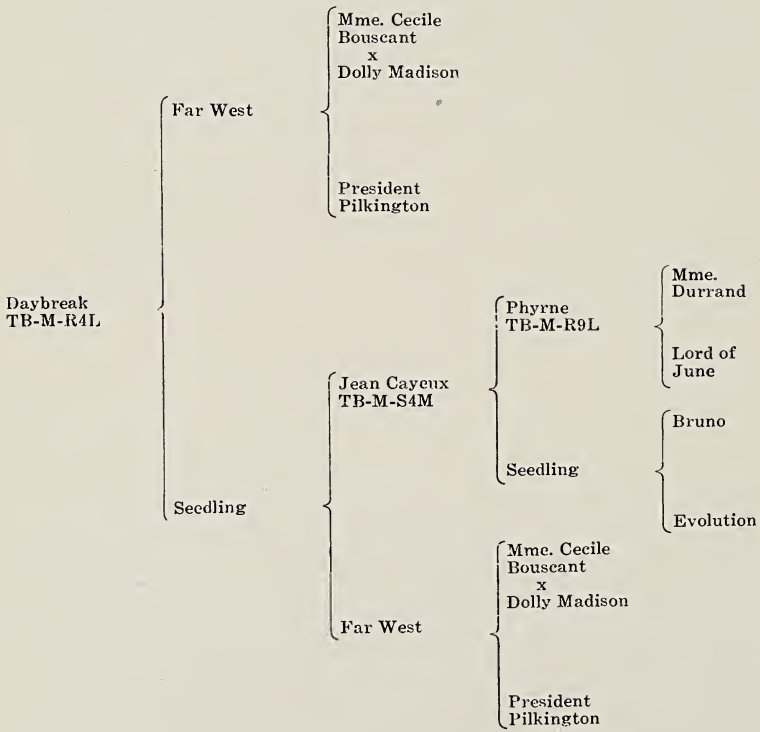 Mme. Cecile
Bouscant
x
Dolly Madison
Far West
President
Pilkington
Daybreak
TB-M-R4L
Mme.
Durrand
Phyrne
TB-M-R9L
Lord of
June
Jean Cayeux
TB-M-S4M
Bruno
Seedling
Evolution
Seedling
Mme. Cecile
Bouscant
x
Dolly Madison
Far West
President
Pilkington